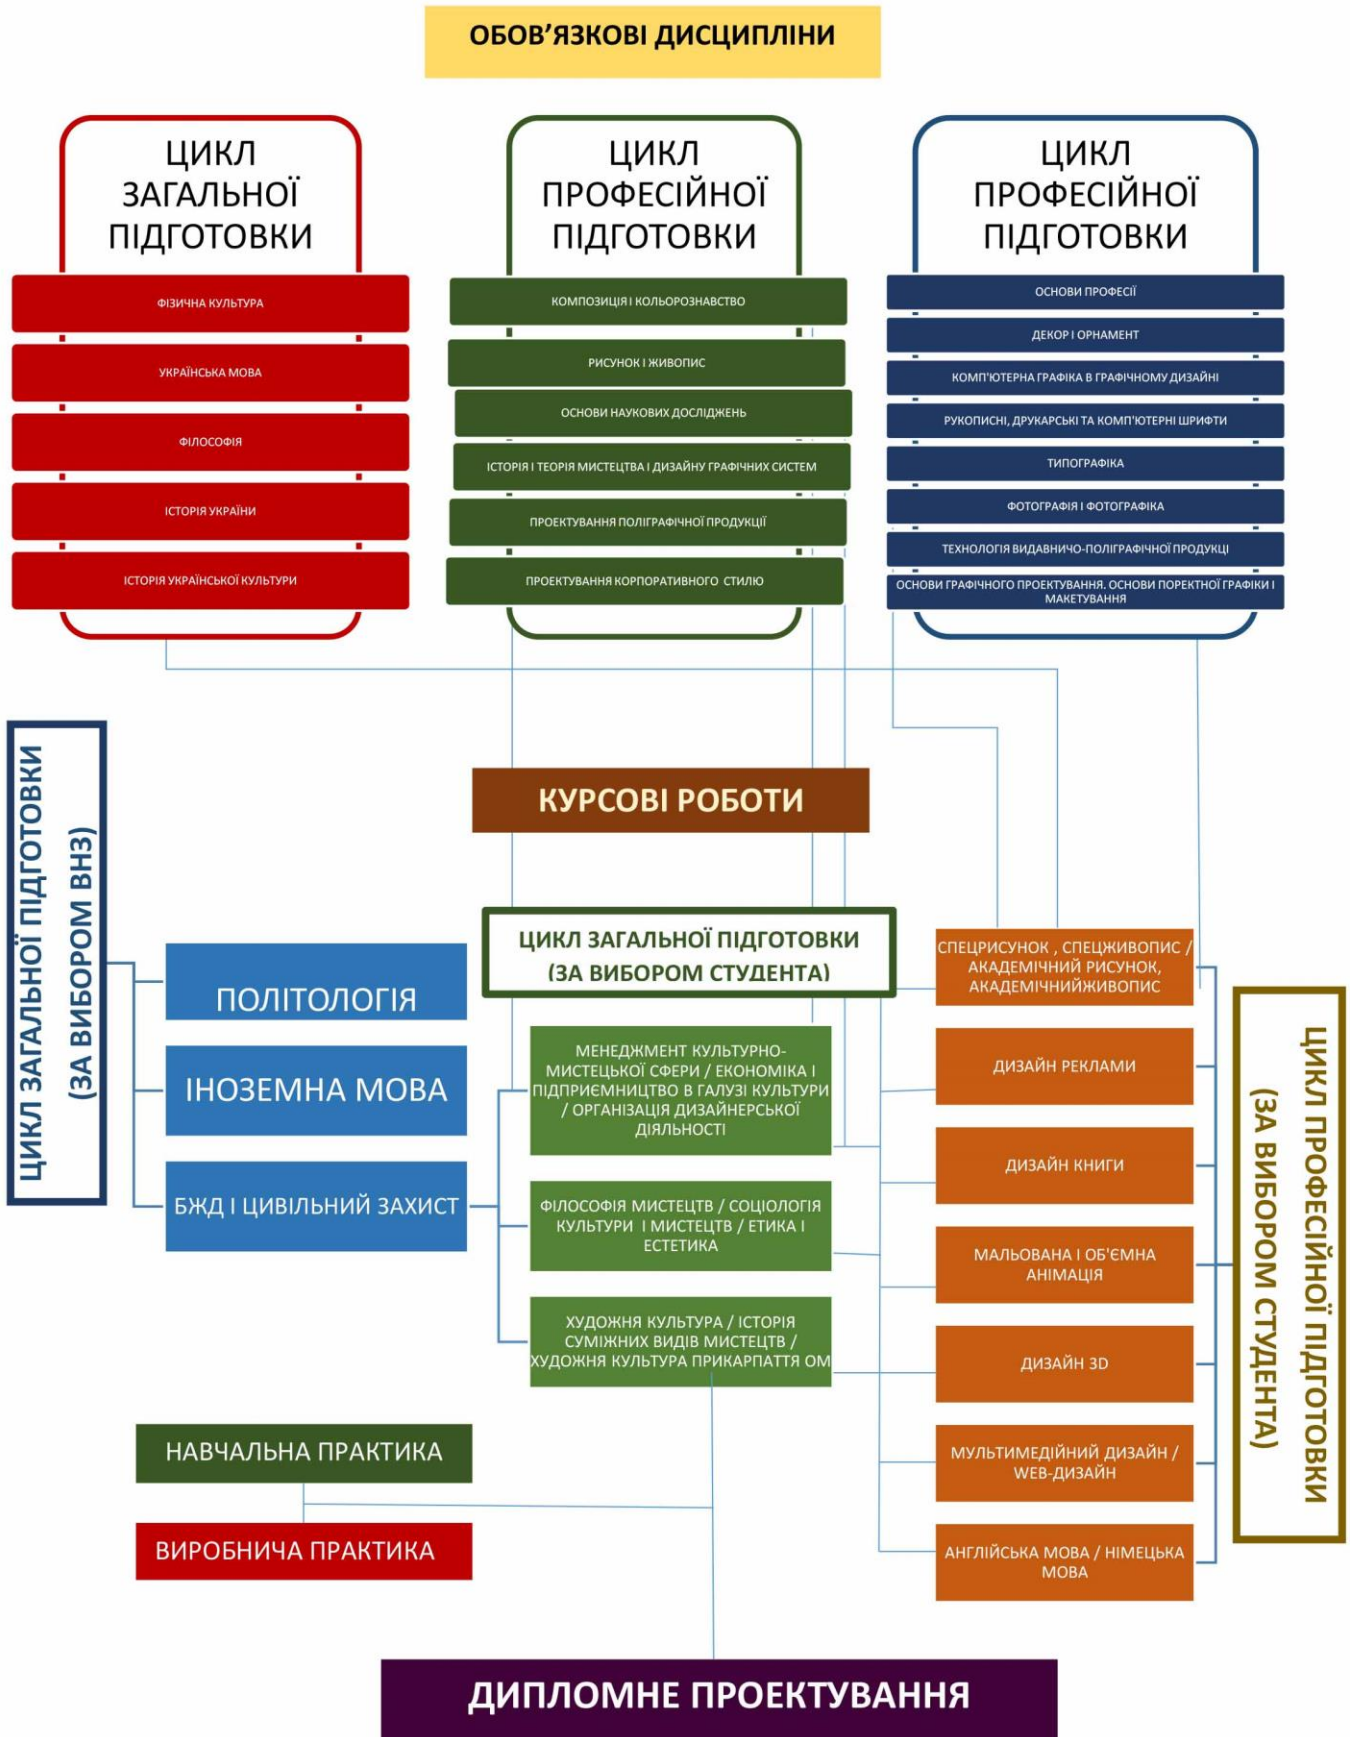 ОБОВ'ЯЗКОВІ ДИСЦИПЛІНИ
ЦИКЛ
ЗАГАЛЬНОЇ
ПІДГОТОВКИ
ФІЗИЧНА КУЛЬТУРА
УКРАЇНСЬКА МОВА
ФІЛОСОФІЯ
ІСТОРІЯ УКРАЇНИ
ІСТОРІЯ УКРАЇНСЬКОЇ КУЛЬТУРИ
ЦИКЛ
ПРОФЕСІЙНОЇ
ПІДГОТОВКИ
КОМПОЗИЦІЯ І КОЛЬОРОЗНАВСТВО
РИСУНОК І ЖИВОПИС
ОСНОВИ НАУКОВИХ ДОСЛІДЖЕНЬ
ІСТОРІЯ І ТЕОРІЯ МИСТЕЦТВА І ДИЗАЙНУ ГРАФІЧНИХ СИСТЕМ
ПРОЕКТУВАННЯ ПОЛІГРАФІЧНОЇ ПРОДУКЦІЇ
ПРОЕКТУВАННЯ КОРПОРАТИВНОГО СТИЛЮ
ЦИКЛ
ПРОФЕСІЙНОЇ
ПІДГОТОВКИ
ОСНОВИ ПРОФЕСІЇ
ДЕКОР І ОРНАМЕНТ
КОМП'ЮТЕРНА ГРАФІКА В ГРАФІЧНОМУ ДИЗАЙНІ
РУКОПИСНІ, ДРУКАРСЬКІ ТА КОМП'ЮТЕРНІ ШРИФТИ
ТИПОГРАФІКА
ФОТОГРАФІЯ І ФОТОГРАФІКА
ТЕХНОЛОГІЯ ВИДАВНИЧО-ПОЛІГРАФІЧНОЇ ПРОДУКЦІ
ОСНОВИ ГРАФІЧНОГО ПРОЕКТУВАННЯ. ОСНОВИ ПОРЕКТНОЇ ГРАФІКИ І
МАКЕТУВАННЯ
КУРСОВІ РОБОТИ
ЦИКЛ ЗАГАЛЬНОЇ ПІДГОТОВКИ
(ЗА ВИБОРОМ ВНЗ)
ПОЛІТОЛОГІЯ
ІНОЗЕМНА МОВА
БЖД І ЦИВІЛЬНИЙ ЗАХИСТ
ЦИКЛ ЗАГАЛЬНОЇ ПІДГОТОВКИ
(ЗА ВИБОРОМ СТУДЕНТА)
МЕНЕДЖМЕНТ КУЛЬТУРНО-
МИСТЕЦЬКОЇ СФЕРИ / ЕКОНОМІКА І
ПІДПРИЄМНИЦТВО В ГАЛУЗІ КУЛЬТУРИ
/ ОРГАНІЗАЦІЯ ДИЗАЙНЕРСЬКОЇ
ДІЯЛЬНОСТІ
ФІЛОСОФІЯ МИСТЕЦТВ / СОЦІОЛОГІЯ
КУЛЬТУРИ І МИСТЕЦТВ / ЕТИКА І
ЕСТЕТИКА
ХУДОЖНЯ КУЛЬТУРА / ІСТОРІЯ
СУМІЖНИХ ВИДІВ МИСТЕЦТВ /
ХУДОЖНЯ КУЛЬТУРА ПРИКАРПАТТЯ ОМ
СПЕЦРИСУНОК , СПЕЦЖИВОПИС /
АКАДЕМІЧНИЙ РИСУНОК,
АКАДЕМІЧНИЙЖИВОПИС
ДИЗАЙН РЕКЛАМИ
ДИЗАЙН КНИГИ
МАЛЬОВАНА І ОБ'ЄМНА
АНІМАЦІЯ
ДИЗАЙН 3D
МУЛЬТИМЕДІЙНИЙ ДИЗАЙН /
WEB-ДИЗАЙН
АНГЛІЙСЬКА МОВА / НІМЕЦЬКА
МОВА
ЦИКЛ ПРОФЕСІЙНОЇ ПІДГОТОВКИ
(ЗА ВИБОРОМ СТУДЕНТА)
НАВЧАЛЬНА ПРАКТИКА
ВИРОБНИЧА ПРАКТИКА
ДИПЛОМНЕ ПРОЕКТУВАННЯ